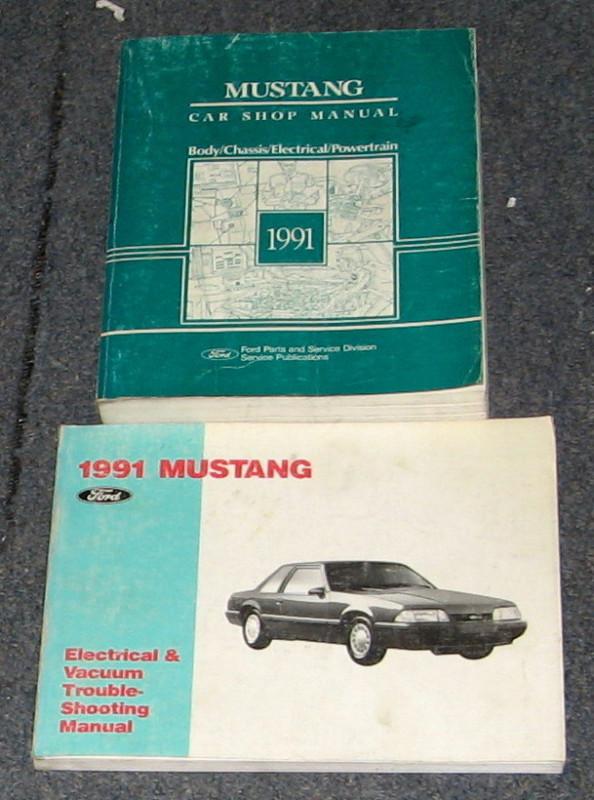 MUSTANG
CAR SHOP MANUAL
Body/Chassis/Electrical/Powertrain
1991
Ford
Ford Parts and Service Division
Service Publications
1991 MUSTANG
Ford
Electrical &
Vacuum
Trouble-
Shooting
Manual